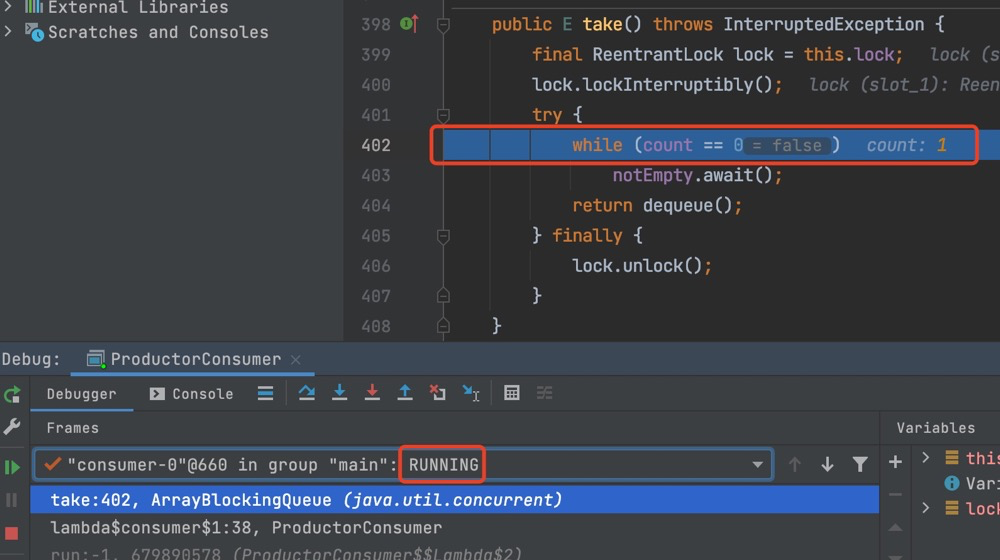 External Libraries
Scratches and Consoles
398 public E take() throws InterruptedException {
399 final ReentrantLock lock = this.lock; lock (s
400 lock.lockInterruptibly(); lock (slot_1): Reen
401 try {
402 while (count == 0 = false ) count: 1
403 notEmpty.await();
404 return dequeue();
405 } finally {
406 lock.unlock();
407 }
408 }
Debug: ProductorConsumer
Debugger Console
Frames Variables
"consumer-0"@660 in group "main": RUNNING
this
take:402, ArrayBlockingQueue (java.util.concurrent)
Vari
lambda$consumer$1:38, ProductorConsumer
lock
run:-1, 679890578 (ProductorConsumer$$Lambda$2)